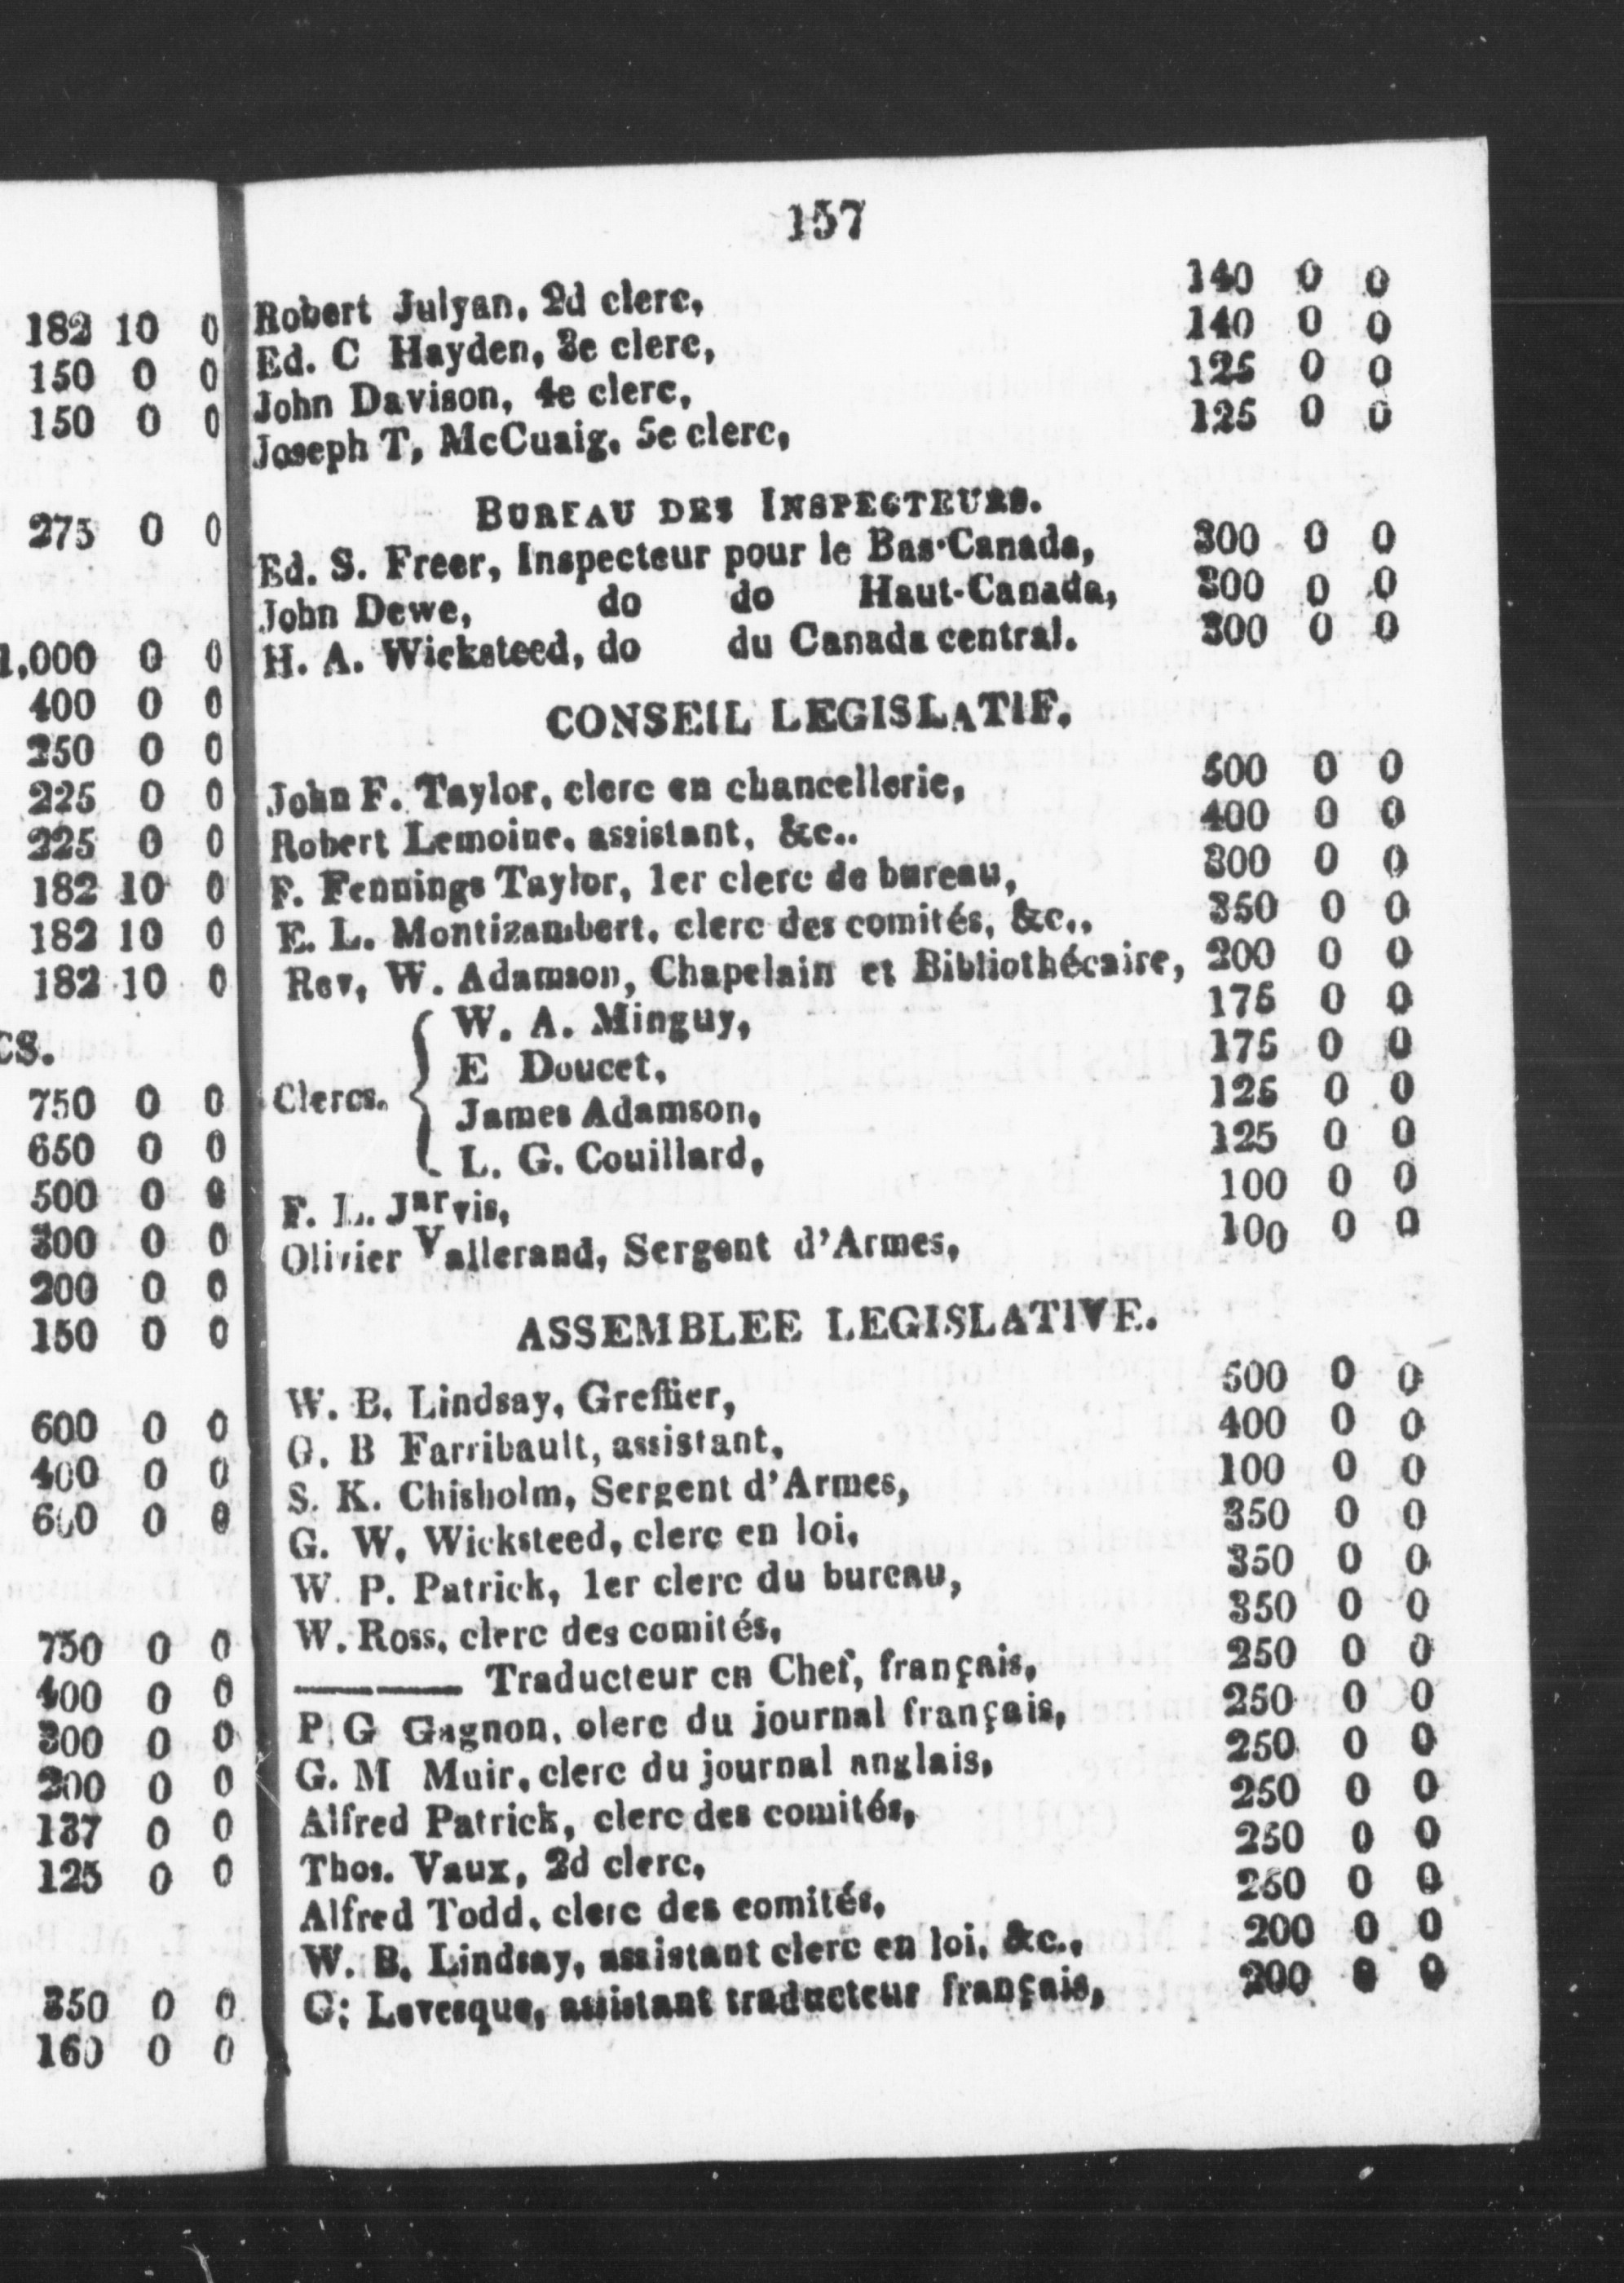 182 10 0
150 0 0
150 0 0
275 0 0
1,000 0 0
400 0 0
250 0 0
225 0 0
225 0 0
182 10 0
182 10 0
182 10 0
CS.
750 0 0
650 0 0
500 0 0
300 0 0
200 0 0
150 0 0
600 0 0
400 0 0
600 0 0
750 0 0
400 0 0
300 0 0
200 0 0
137 0 0
125 0 0
350 0 0
160 0 0
157
Robert Julyan, 2d clerc, 140 0 0
Ed. C Hayden, 3e clerc, 140 0 0
John Davison, 4e clerc, 125 0 0
Joseph T, McCuaig, 5e clerc, 125 0 0
BUREAU DES INSPECTEURS.
Ed. S. Freer, Inspecteur pour le Bas-Canada, 300 0 0
John Dewe, do do Haut-Canada, 300 0 0
H. A. Wicksteed, do du Canada central. 300 0 0
CONSEIL LEGISLATIF.
John F. Taylor, clerc en chancellerie, 500 0 0
Robert Lemoine, assistant, &c.. 400 0 0
F. Fennings Taylor, 1er clerc de bureau, 300 0 0
E. L. Montizambert, clerc des comités, &c., 350 0 0
Rev, W. Adamson, Chapelain et Bibliothécaire, 200 0 0
W. A. Minguy, 175 0 0
E Doucet, 175 0 0
Clercs.
James Adamson, 125 0 0
L. G. Couillard, 125 0 0
F. L. Jarvis, 100 0 0
Olivier Vallerand, Sergent d'Armes, 100 0 0
ASSEMBLEE LEGISLATIVE.
W. B. Lindsay, Greffier, 500 0 0
G. B Farribault, assistant, 400 0 0
S. K. Chisholm, Sergent d'Armes, 100 0 0
G. W, Wicksteed, clerc en loi, 350 0 0
W. P. Patrick, 1er clerc du bureau, 350 0 0
W. Ross, clerc des comités, 350 0 0
———— Traducteur en Chef, français, 250 0 0
P. G Gagnon, clerc du journal français, 250 0 0
G. M Muir, clerc du journal anglais, 250 0 0
Alfred Patrick, clerc des comités, 250 0 0
Thos. Vaux, 2d clerc, 250 0 0
Alfred Todd, clerc des comités, 250 0 0
W. B. Lindsay, assistant clerc en loi, &c., 200 0 0
G: Levesque, assistant traducteur français, 200 0 0